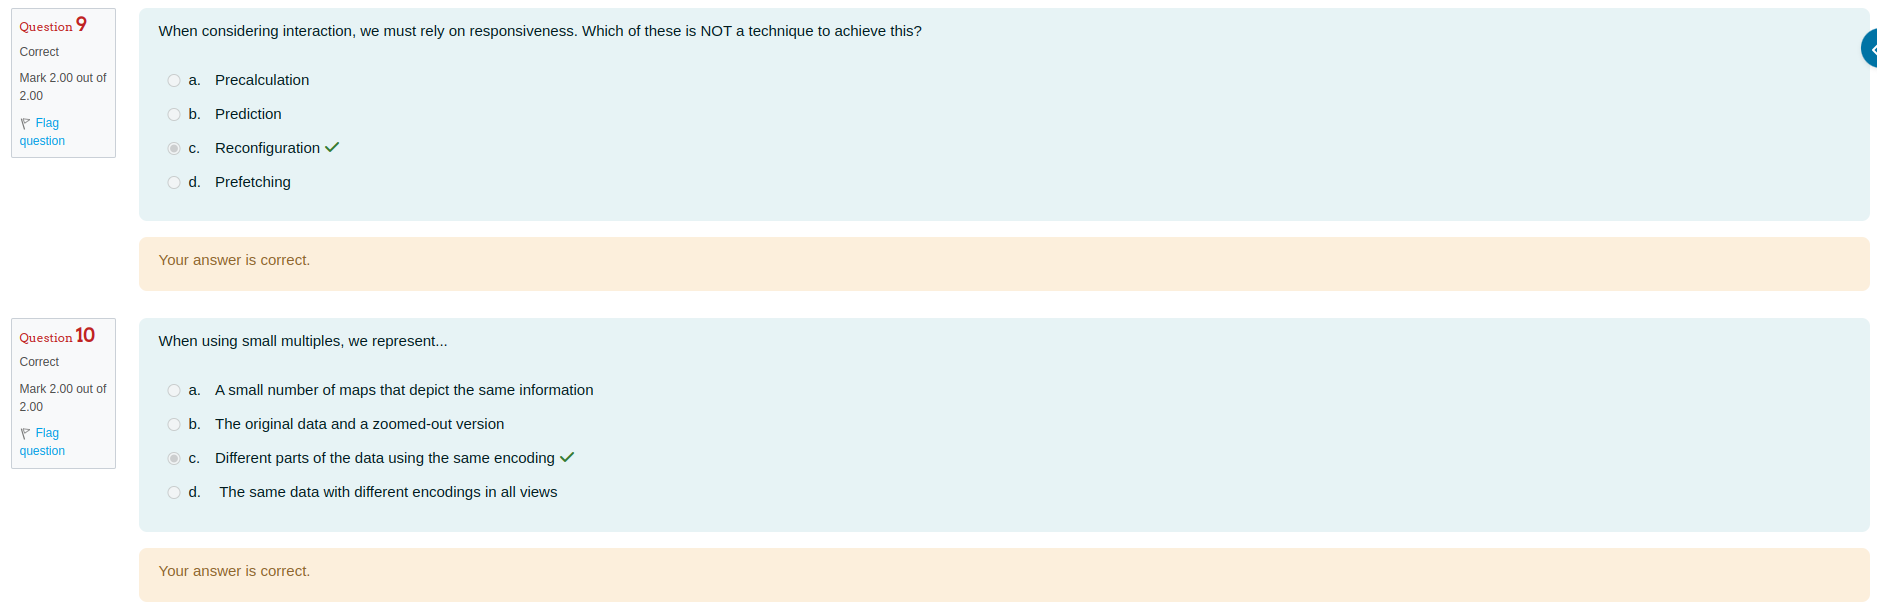 Question 9
Correct
Mark 2.00 out of
2.00
Flag
question
When considering interaction, we must rely on responsiveness. Which of these is NOT a technique to achieve this?
a. Precalculation
b. Prediction
c. Reconfiguration
d. Prefetching
Your answer is correct.
Question 10
Correct
Mark 2.00 out of
2.00
Flag
question
When using small multiples, we represent...
a. A small number of maps that depict the same information
b. The original data and a zoomed-out version
c. Different parts of the data using the same encoding
d. The same data with different encodings in all views
Your answer is correct.